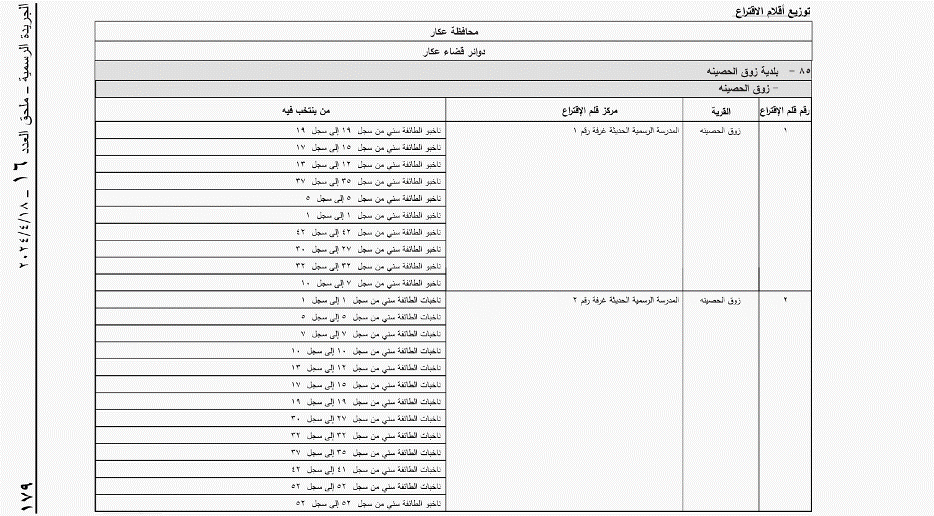 توزيع أقلام الاقتراع
محافظة عكار
دوائر قضاء عكار
٨٥ - بلدية زوق الحصينه
- زوق الحصينه
رقم قلم الإقتراع القرية مركز قلم الإقتراع من ينتخب فيه
١ زوق الحصينه المدرسة الرسمية الحديثة غرفة رقم ١ ناخبو الطائفة سني من سجل ١٩ إلى سجل ١٩
ناخبو الطائفة سني من سجل ١٥ إلى سجل ١٧
ناخبو الطائفة سني من سجل ١٢ إلى سجل ١٣
ناخبو الطائفة سني من سجل ٣٥ إلى سجل ٣٧
ناخبو الطائفة سني من سجل ٥ إلى سجل ٥
ناخبو الطائفة سني من سجل ١ إلى سجل ١
ناخبو الطائفة سني من سجل ٤٢ إلى سجل ٤٢
ناخبو الطائفة سني من سجل ٢٧ إلى سجل ٣٠
ناخبو الطائفة سني من سجل ٣٢ إلى سجل ٣٢
ناخبو الطائفة سني من سجل ٧ إلى سجل ١٠
٢ زوق الحصينه المدرسة الرسمية الحديثة غرفة رقم ٢ ناخبات الطائفة سني من سجل ١ إلى سجل ١
ناخبات الطائفة سني من سجل ٥ إلى سجل ٥
ناخبات الطائفة سني من سجل ٧ إلى سجل ٧
ناخبات الطائفة سني من سجل ١٠ إلى سجل ١٠
ناخبات الطائفة سني من سجل ١٢ إلى سجل ١٣
ناخبات الطائفة سني من سجل ١٥ إلى سجل ١٧
ناخبات الطائفة سني من سجل ١٩ إلى سجل ١٩
ناخبات الطائفة سني من سجل ٢٧ إلى سجل ٣٠
ناخبات الطائفة سني من سجل ٣٢ إلى سجل ٣٢
ناخبات الطائفة سني من سجل ٣٥ إلى سجل ٣٧
ناخبات الطائفة سني من سجل ٤١ إلى سجل ٤٢
ناخبات الطائفة سني من سجل ٥٢ إلى سجل ٥٢
ناخبو الطائفة سني من سجل ٥٢ إلى سجل ٥٢
الجريدة الرسمية - ملحق العدد ١٦ - ٢٠٢٤/٤/١٨
١٧٩